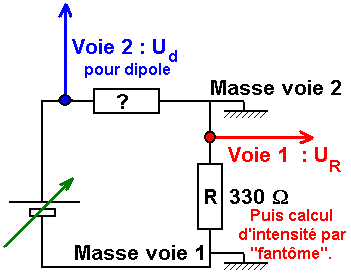 Voie 2 : Ud
pour dipole
?
Masse voie 2
Voie 1 : UR
R 330 Ω
Puis calcul
d'intensité par
"fantôme".
Masse voie 1